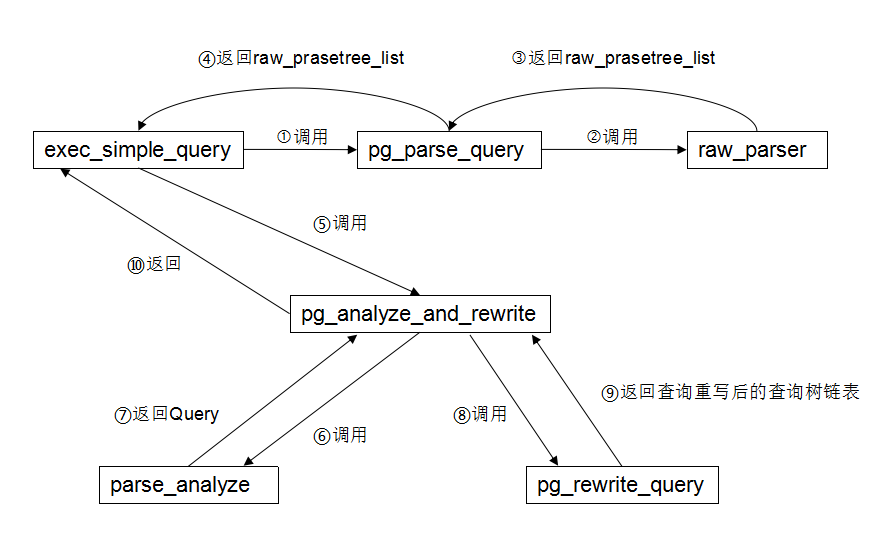 ④返回raw_prasetree_list
③返回raw_prasetree_list
exec_simple_query
①调用
pg_parse_query
②调用
raw_parser
⑤调用
⑩返回
pg_analyze_and_rewrite
⑦返回Query
⑥调用
⑧调用
⑨返回查询重写后的查询树链表
parse_analyze
pg_rewrite_query